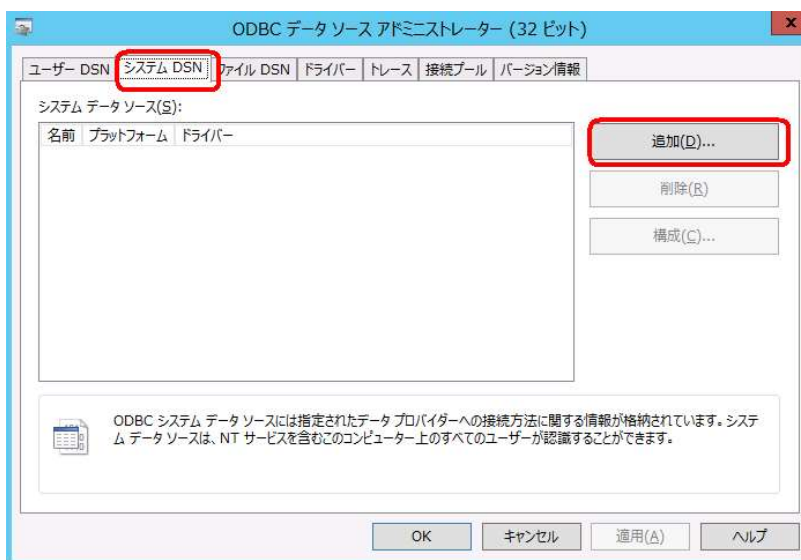 ODBC データ ソース アドミニストレーター (32 ビット)
x
ユーザー DSN システム DSN ファイル DSN ドライバー トレース 接続プール バージョン情報
システム データ ソース(S):
名前 プラットフォーム ドライバー
追加(D)...
削除(R)
構成(C)...
ODBC システム データ ソースには指定されたデータ プロバイダーへの接続方法に関する情報が格納されています。システ
ム データ ソースは、NT サービスを含むこのコンピューター上のすべてのユーザーが認識することができます。
OK キャンセル 適用(A) ヘルプ